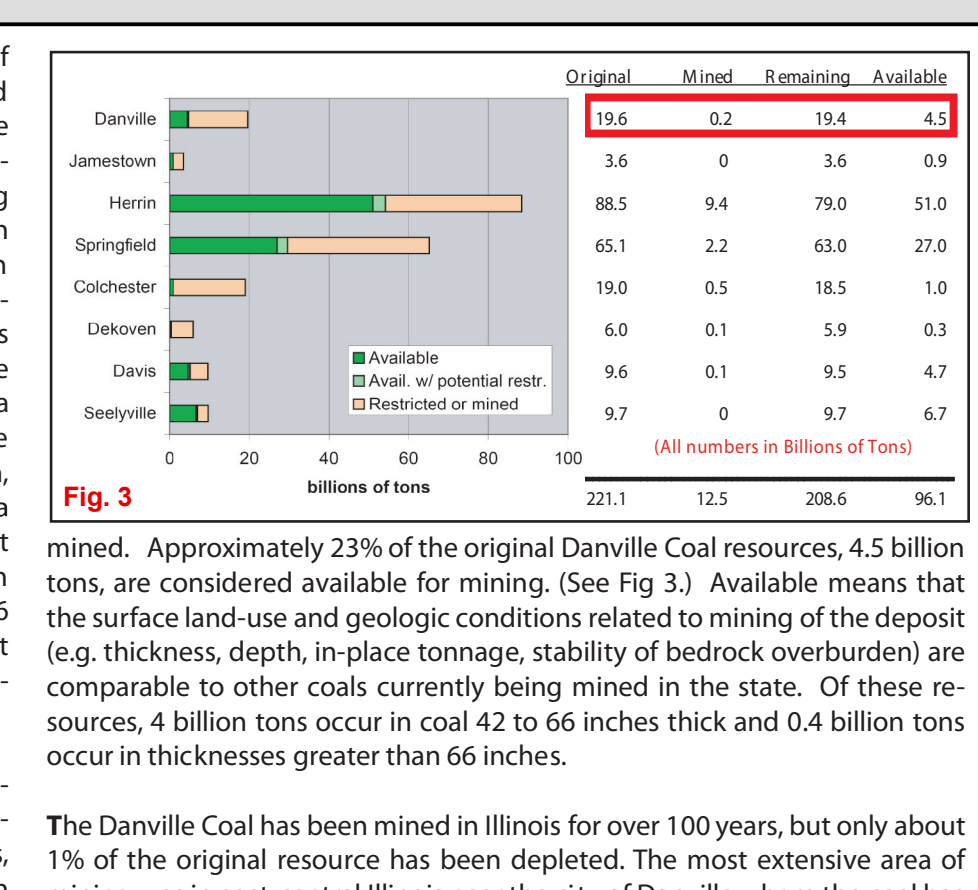 Original Mined Remaining Available
Danville 19.6 0.2 19.4 4.5
Jamestown 3.6 0 3.6 0.9
Herrin 88.5 9.4 79.0 51.0
Springfield 65.1 2.2 63.0 27.0
Colchester 19.0 0.5 18.5 1.0
Dekoven 6.0 0.1 5.9 0.3
Available
Davis 9.6 0.1 9.5 4.7
Avail. w/ potential restr.
Restricted or mined
Seelyville 9.7 0 9.7 6.7
(All numbers in Billions of Tons)
0 20 40 60 80 100
billions of tons
Fig. 3
221.1 12.5 208.6 96.1
mined. Approximately 23% of the original Danville Coal resources, 4.5 billion
tons, are considered available for mining. (See Fig 3.) Available means that
the surface land-use and geologic conditions related to mining of the deposit
(e.g. thickness, depth, in-place tonnage, stability of bedrock overburden) are
comparable to other coals currently being mined in the state. Of these re-
sources, 4 billion tons occur in coal 42 to 66 inches thick and 0.4 billion tons
occur in thicknesses greater than 66 inches.
The Danville Coal has been mined in Illinois for over 100 years, but only about
1% of the original resource has been depleted. The most extensive area of